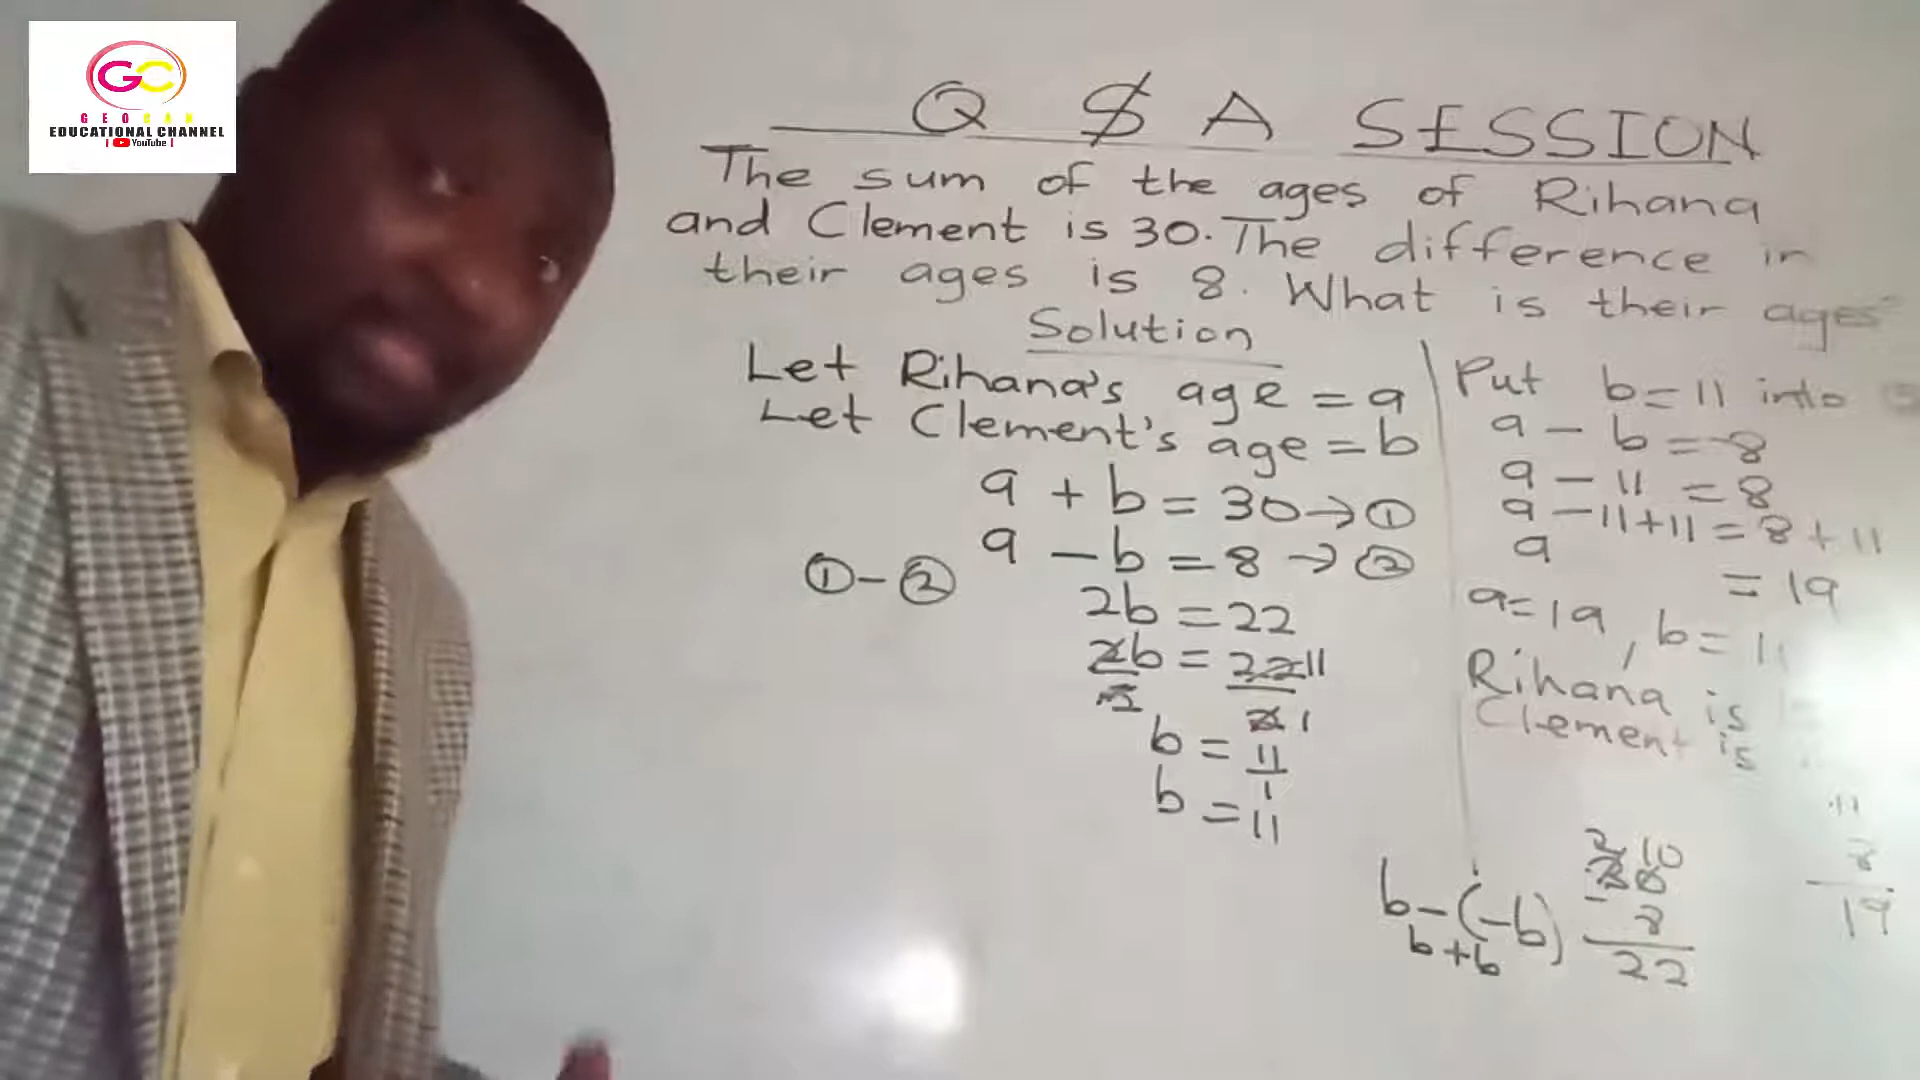 GC
GEOSAN
EDUCATIONAL CHANNEL
| YouTube |
Q $ A SESSION
The sum of the ages of Rihana
and Clement is 30. The difference in
their ages is 8. What is their ages
Solution
Let Rihana's age = a
Let Clement's age = b
a + b = 30 → ①
a - b = 8 → ②
① - ②
2b = 22
2b = 22 11
2 2 1
b = 11
1
b = 11
Put b = 11 into
a - b = 8
a - 11 = 8
a - 11 + 11 = 8 + 11
a = 19
a = 19, b = 11
Rihana is
Clement is
b - (-b)
b + b
2 10
30
- 8
22
11
8
19